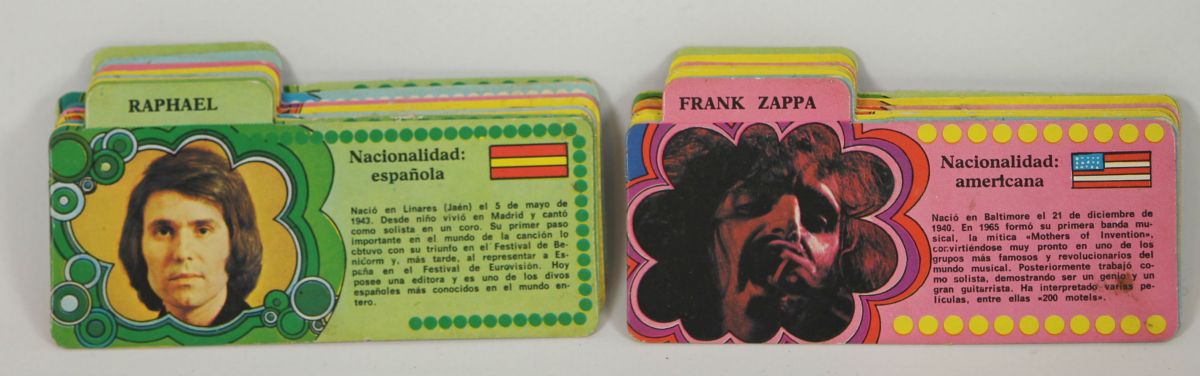 RAPHAEL
Nacionalidad:
española
Nació en Linares (Jaén) el 5 de mayo de
1943. Desde niño vivió en Madrid y cantó
como solista en un coro. Su primer paso
importante en el mundo de la canción lo
obtuvo con su triunfo en el Festival de Be-
nicorm y, más tarde, al representar a Es-
paña en el Festival de Eurovisión. Hoy
posee una editora y es uno de los divos
españoles más conocidos en el mundo en-
tero.
FRANK ZAPPA
Nacionalidad:
americana
Nació en Baltimore el 21 de diciembre de
1940. En 1965 formó su primera banda mu-
sical, la mítica «Mothers of Invention»,
convirtiéndose muy pronto en uno de los
grupos más famosos y revolucionarios del
mundo musical. Posteriormente trabajó co-
mo solista, demostrando ser un genio y un
gran guitarrista. Ha interpretado varias pe-
lículas, entre ellas «200 motels».